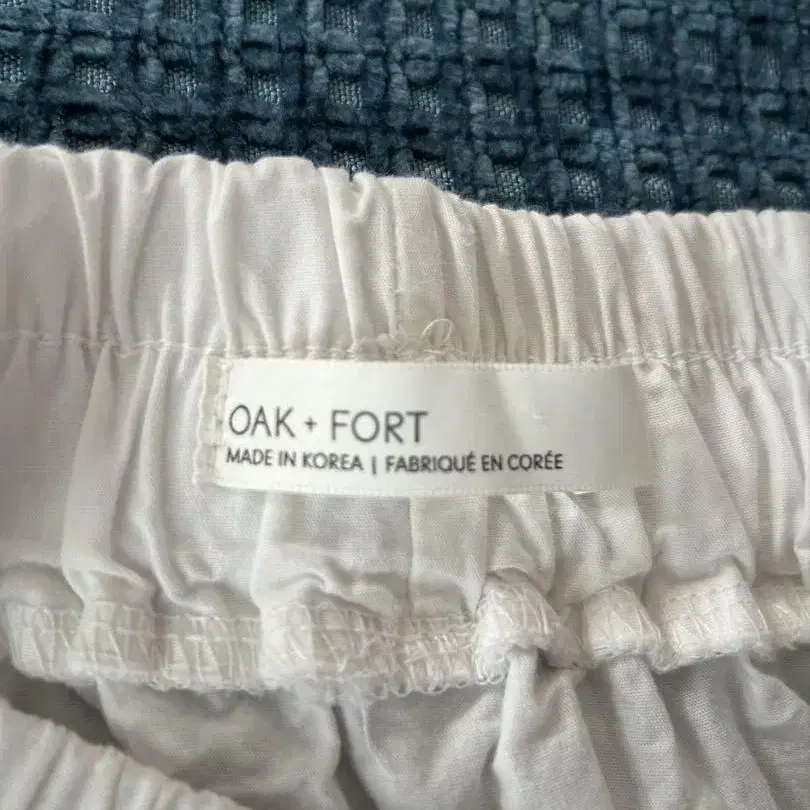 OAK + FORT
MADE IN KOREA | FABRIQUÉ EN CORÉE